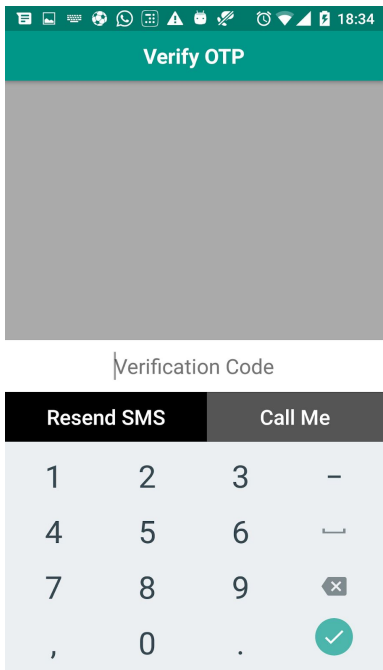 18:34
Verify OTP
Verification Code
Resend SMS Call Me
1 2 3 -
4 5 6
7 8 9
, 0 .